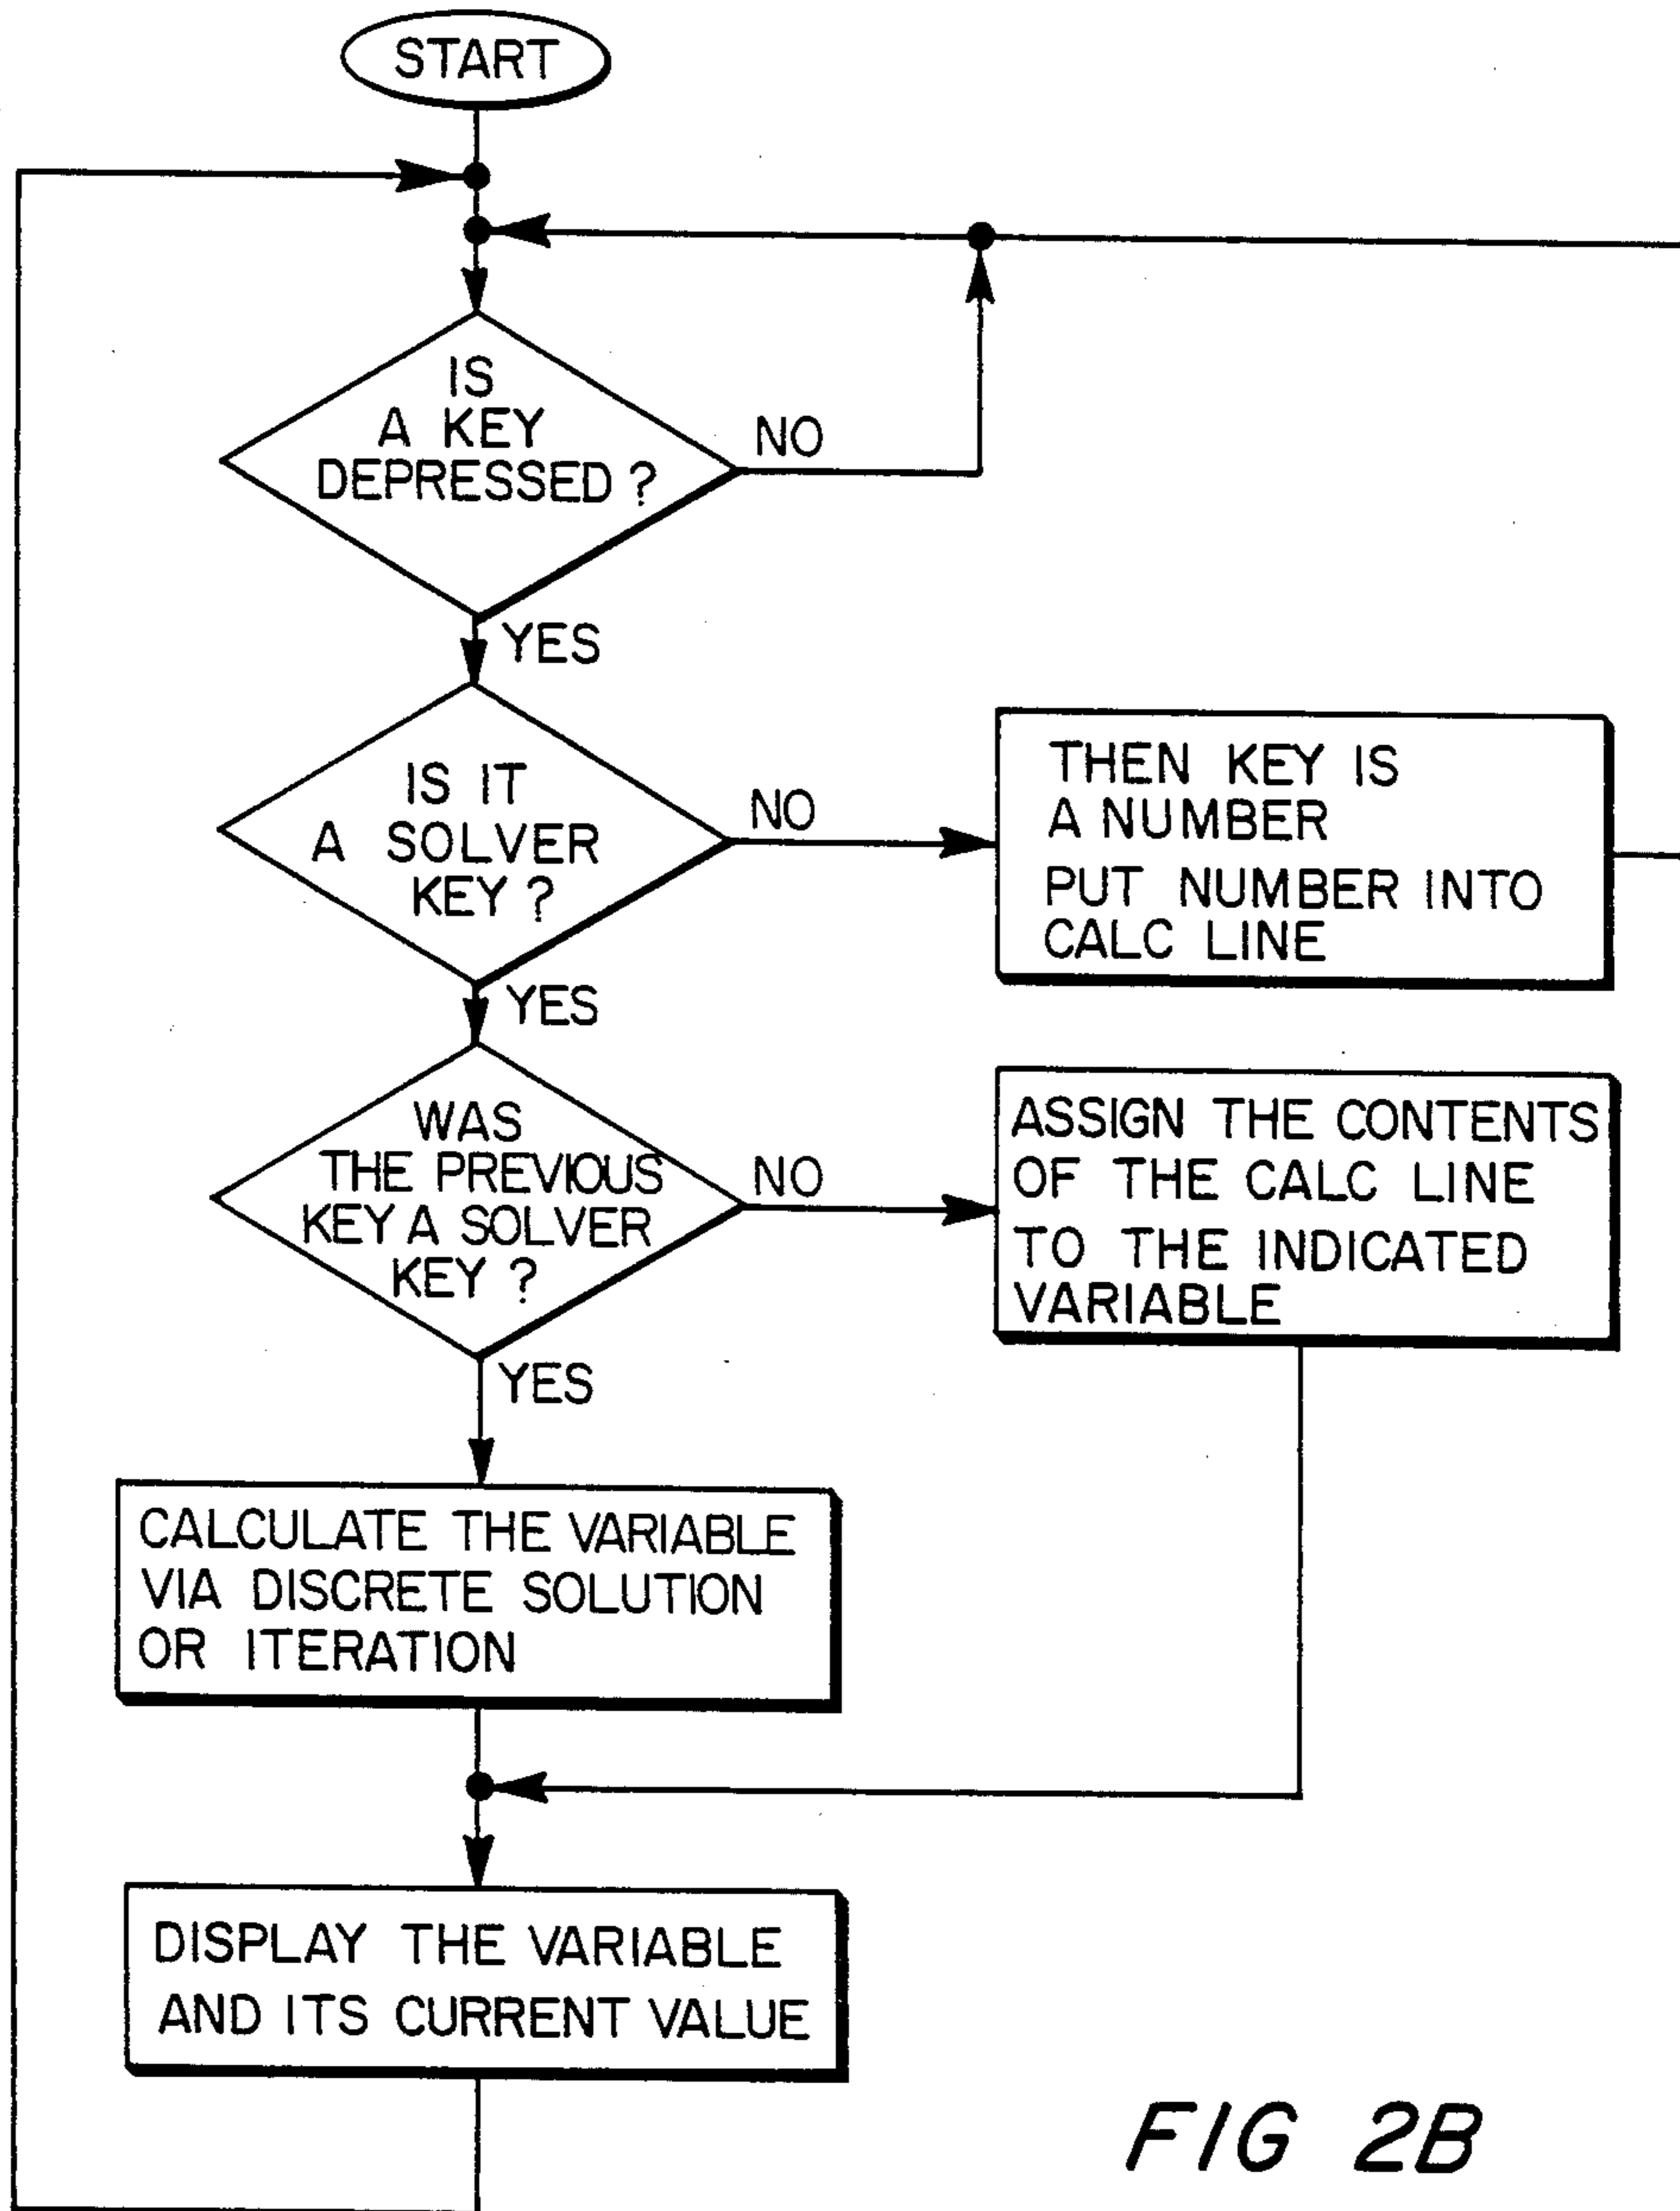 START
IS
A KEY
DEPRESSED ?
NO
YES
IS IT
A SOLVER
KEY ?
NO
THEN KEY IS
A NUMBER
PUT NUMBER INTO
CALC LINE
YES
WAS
THE PREVIOUS
KEY A SOLVER
KEY ?
NO
ASSIGN THE CONTENTS
OF THE CALC LINE
TO THE INDICATED
VARIABLE
YES
CALCULATE THE VARIABLE
VIA DISCRETE SOLUTION
OR ITERATION
DISPLAY THE VARIABLE
AND ITS CURRENT VALUE
FIG 2B